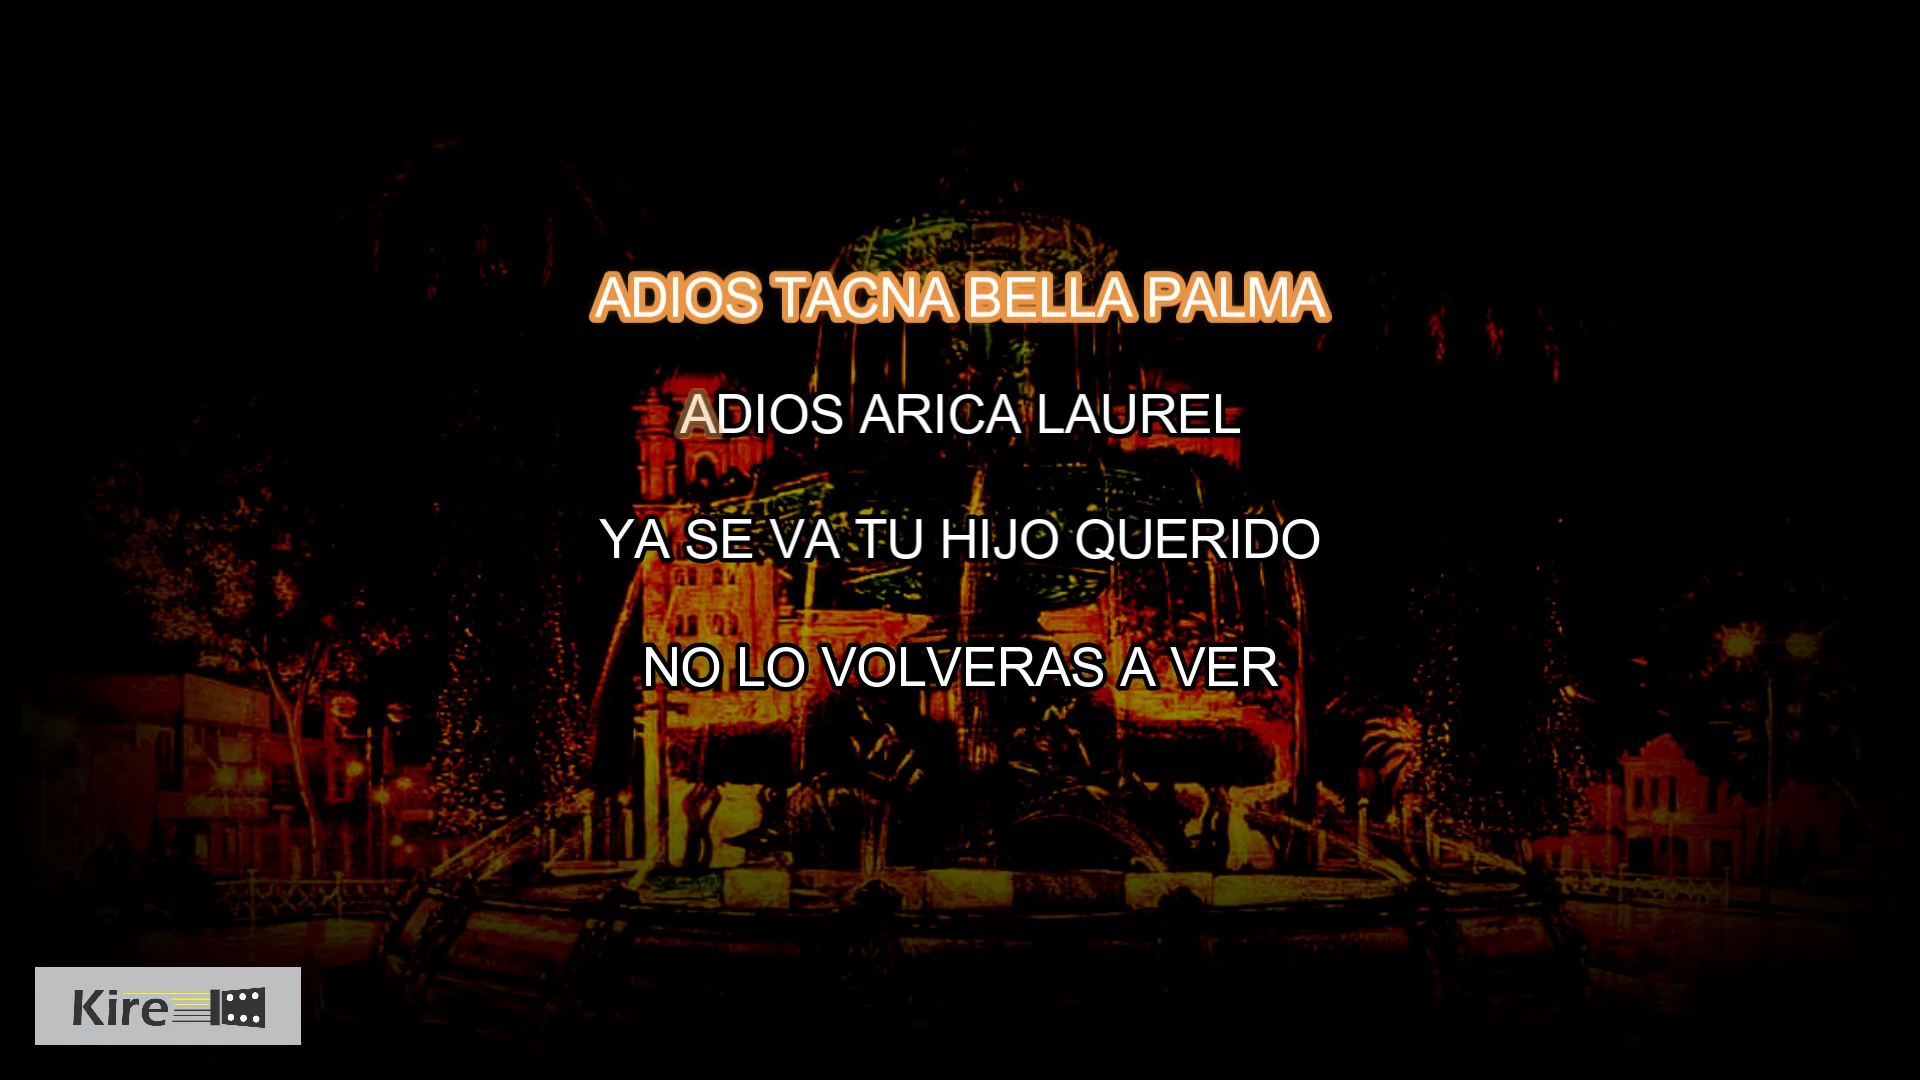 ADIOS TACNA BELLA PALMA
ADIOS ARICA LAUREL
YA SE VA TU HIJO QUERIDO
NO LO VOLVERAS A VER
Kire